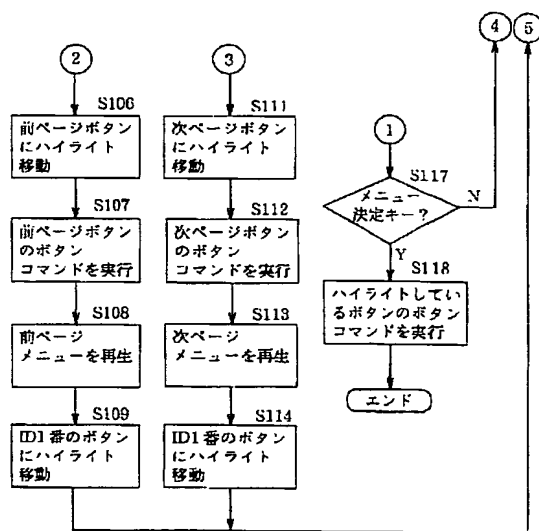 2
S106
前ページボタン
にハイライト
移動
S107
前ページボタン
のボタン
コマンドを実行
S108
前ページ
メニューを再生
S109
ID1番のボタン
にハイライト
移動
3
S111
次ページボタン
にハイライト
移動
S112
次ページボタン
のボタン
コマンドを実行
S113
次ページ
メニューを再生
S114
ID1番のボタン
にハイライト
移動
4
5
1
S117
メニュー
決定キー？
N
Y
S118
ハイライトしてい
るボタンのボタン
コマンドを実行
エンド